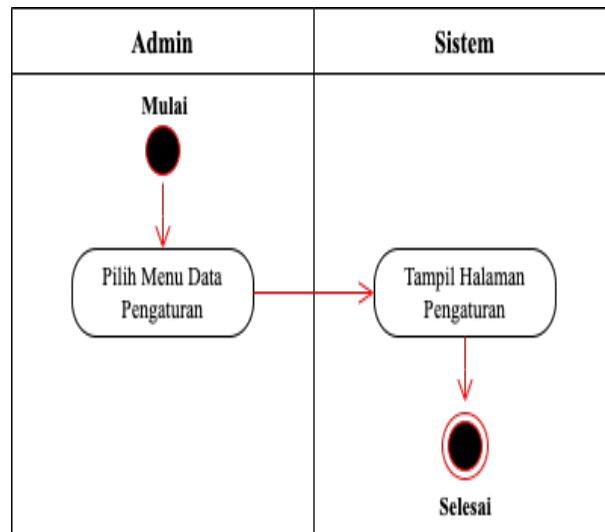 Admin
Sistem
Mulai
Pilih Menu Data
Pengaturan
Tampil Halaman
Pengaturan
Selesai